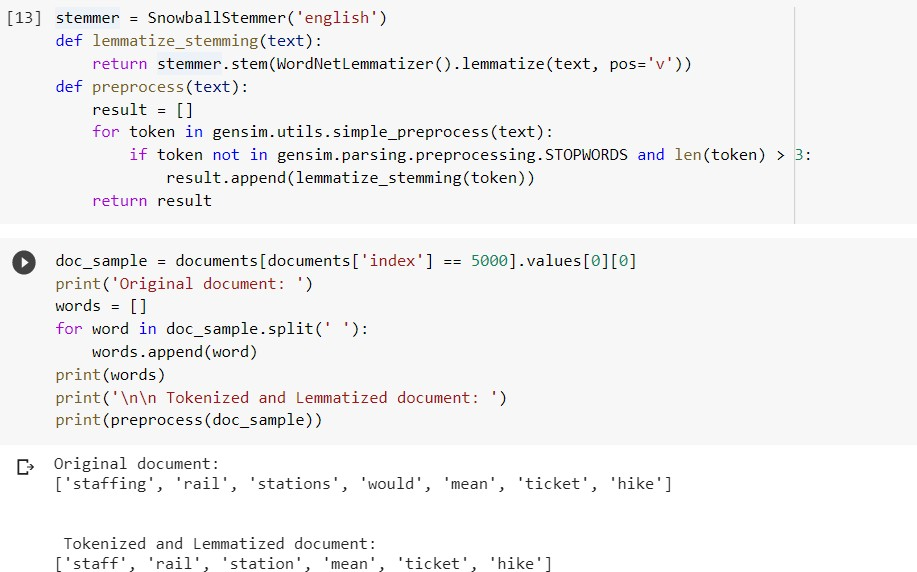 [13] stemmer = SnowballStemmer('english')
def lemmatize_stemming(text):
    return stemmer.stem(WordNetLemmatizer().lemmatize(text, pos='v'))
def preprocess(text):
    result = []
    for token in gensim.utils.simple_preprocess(text):
        if token not in gensim.parsing.preprocessing.STOPWORDS and len(token) > 3:
            result.append(lemmatize_stemming(token))
    return result
doc_sample = documents[documents['index'] == 5000].values[0][0]
print('Original document: ')
words = []
for word in doc_sample.split(' '):
    words.append(word)
print(words)
print('\n\n Tokenized and Lemmatized document: ')
print(preprocess(doc_sample))
Original document:
['staffing', 'rail', 'stations', 'would', 'mean', 'ticket', 'hike']
 Tokenized and Lemmatized document:
['staff', 'rail', 'station', 'mean', 'ticket', 'hike']